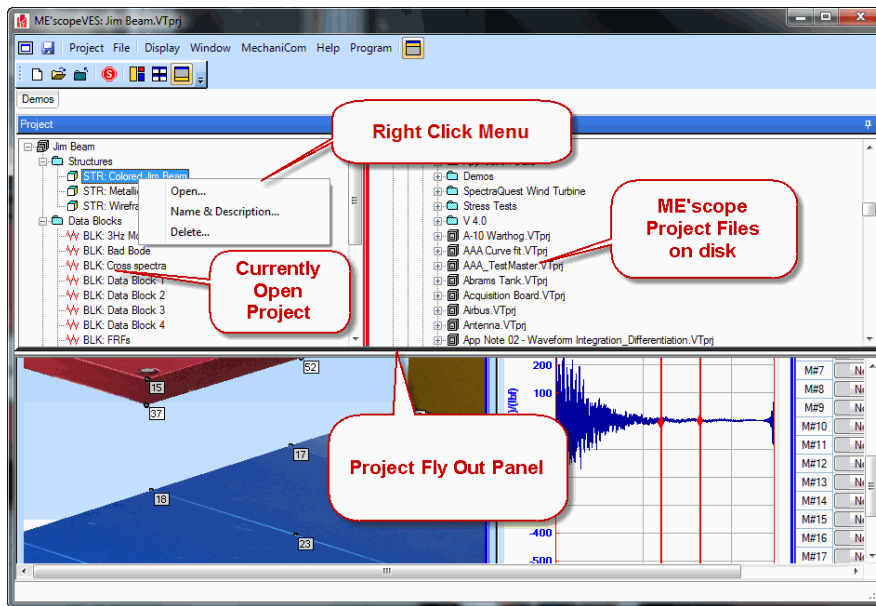 ME'scopeVES: Jim Beam.VTprj
Project File Display Window MechaniCom Help Program
Demos
Project
Right Click Menu
Jim Beam
Structures
STR: Colored Jim Beam
STR: Metalli
STR: Wirefra
Data Blocks
BLK: 3Hz Mo
BLK: Bad Bode
BLK: Cross spectra
BLK: Data Block 1
BLK: Data Block 2
BLK: Data Block 3
BLK: Data Block 4
BLK: FRFs
Open...
Name & Description...
Delete...
Currently
Open
Project
Demos
SpectraQuest Wind Turbine
Stress Tests
V 4.0
A-10 Warthog.VTprj
AAA Curve fit.VTprj
AAA_TestMaster.VTprj
Abrams Tank.VTprj
Acquisition Board.VTprj
Airbus.VTprj
Antenna.VTprj
App Note 02 - Waveform Integration_Differentiation.VTprj
ME'scope
Project Files
on disk
15
37
52
17
18
23
Project Fly Out Panel
200
100
-400
-500
)/(lbf)
M#7
M#8
M#9
M#10
M#11
M#12
M#13
M#14
M#15
M#16
M#17